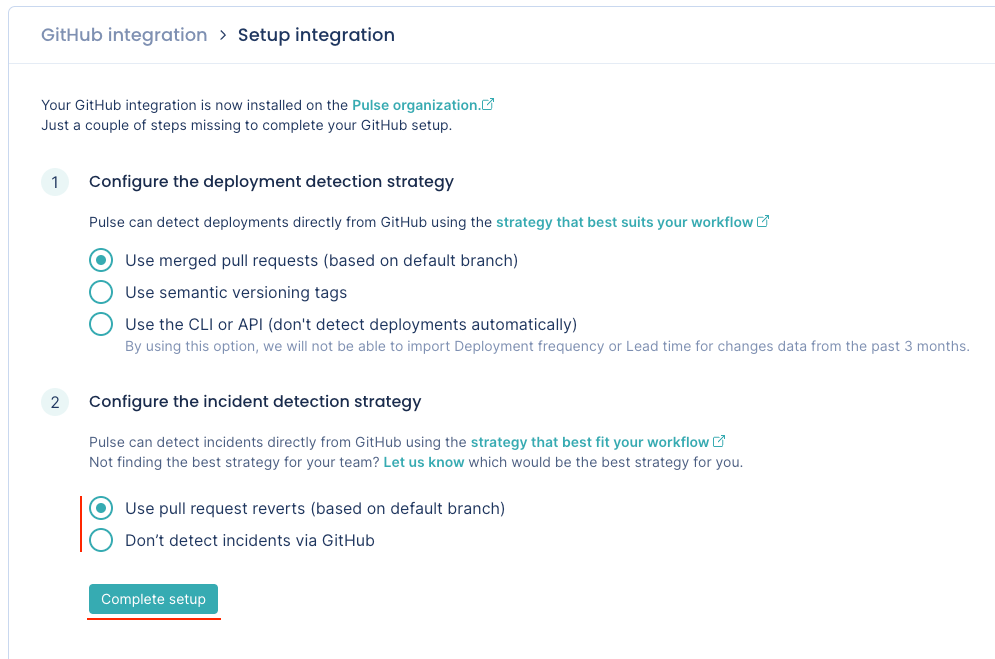 GitHub integration > Setup integration
Your GitHub integration is now installed on the Pulse organization.
Just a couple of steps missing to complete your GitHub setup.
1 Configure the deployment detection strategy
Pulse can detect deployments directly from GitHub using the strategy that best suits your workflow
Use merged pull requests (based on default branch)
Use semantic versioning tags
Use the CLI or API (don't detect deployments automatically)
By using this option, we will not be able to import Deployment frequency or Lead time for changes data from the past 3 months.
2 Configure the incident detection strategy
Pulse can detect incidents directly from GitHub using the strategy that best fit your workflow
Not finding the best strategy for your team? Let us know which would be the best strategy for you.
Use pull request reverts (based on default branch)
Don’t detect incidents via GitHub
Complete setup